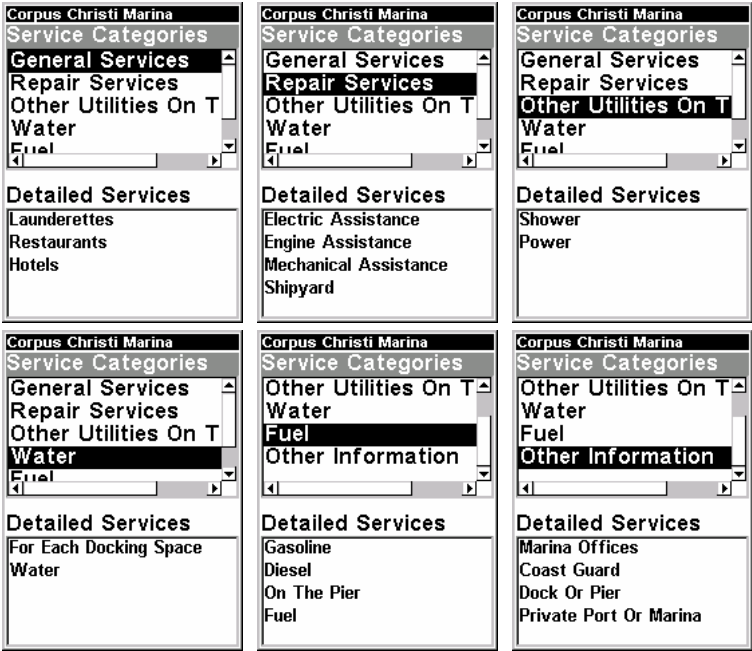 Corpus Christi Marina
Service Categories
General Services
Repair Services
Other Utilities On T
Water
Fuel
Detailed Services
Launderettes
Restaurants
Hotels
Corpus Christi Marina
Service Categories
General Services
Repair Services
Other Utilities On T
Water
Fuel
Detailed Services
Electric Assistance
Engine Assistance
Mechanical Assistance
Shipyard
Corpus Christi Marina
Service Categories
General Services
Repair Services
Other Utilities On T
Water
Fuel
Detailed Services
Shower
Power
Corpus Christi Marina
Service Categories
General Services
Repair Services
Other Utilities On T
Water
Fuel
Detailed Services
For Each Docking Space
Water
Corpus Christi Marina
Service Categories
Other Utilities On T
Water
Fuel
Other Information
Detailed Services
Gasoline
Diesel
On The Pier
Fuel
Corpus Christi Marina
Service Categories
Other Utilities On T
Water
Fuel
Other Information
Detailed Services
Marina Offices
Coast Guard
Dock Or Pier
Private Port Or Marina